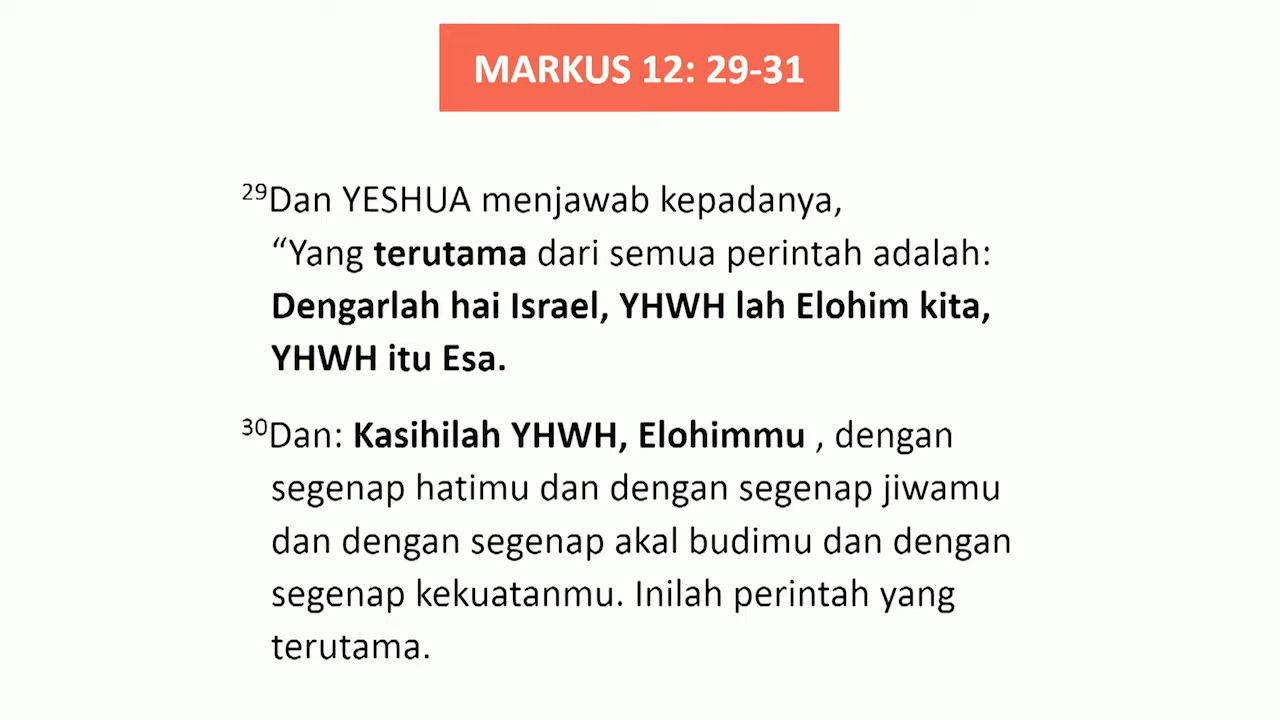 MARKUS 12: 29-31
29Dan YESHUA menjawab kepadanya,
“Yang terutama dari semua perintah adalah:
Dengarlah hai Israel, YHWH lah Elohim kita,
YHWH itu Esa.
30Dan: Kasihilah YHWH, Elohimmu , dengan
segenap hatimu dan dengan segenap jiwamu
dan dengan segenap akal budimu dan dengan
segenap kekuatanmu. Inilah perintah yang
terutama.